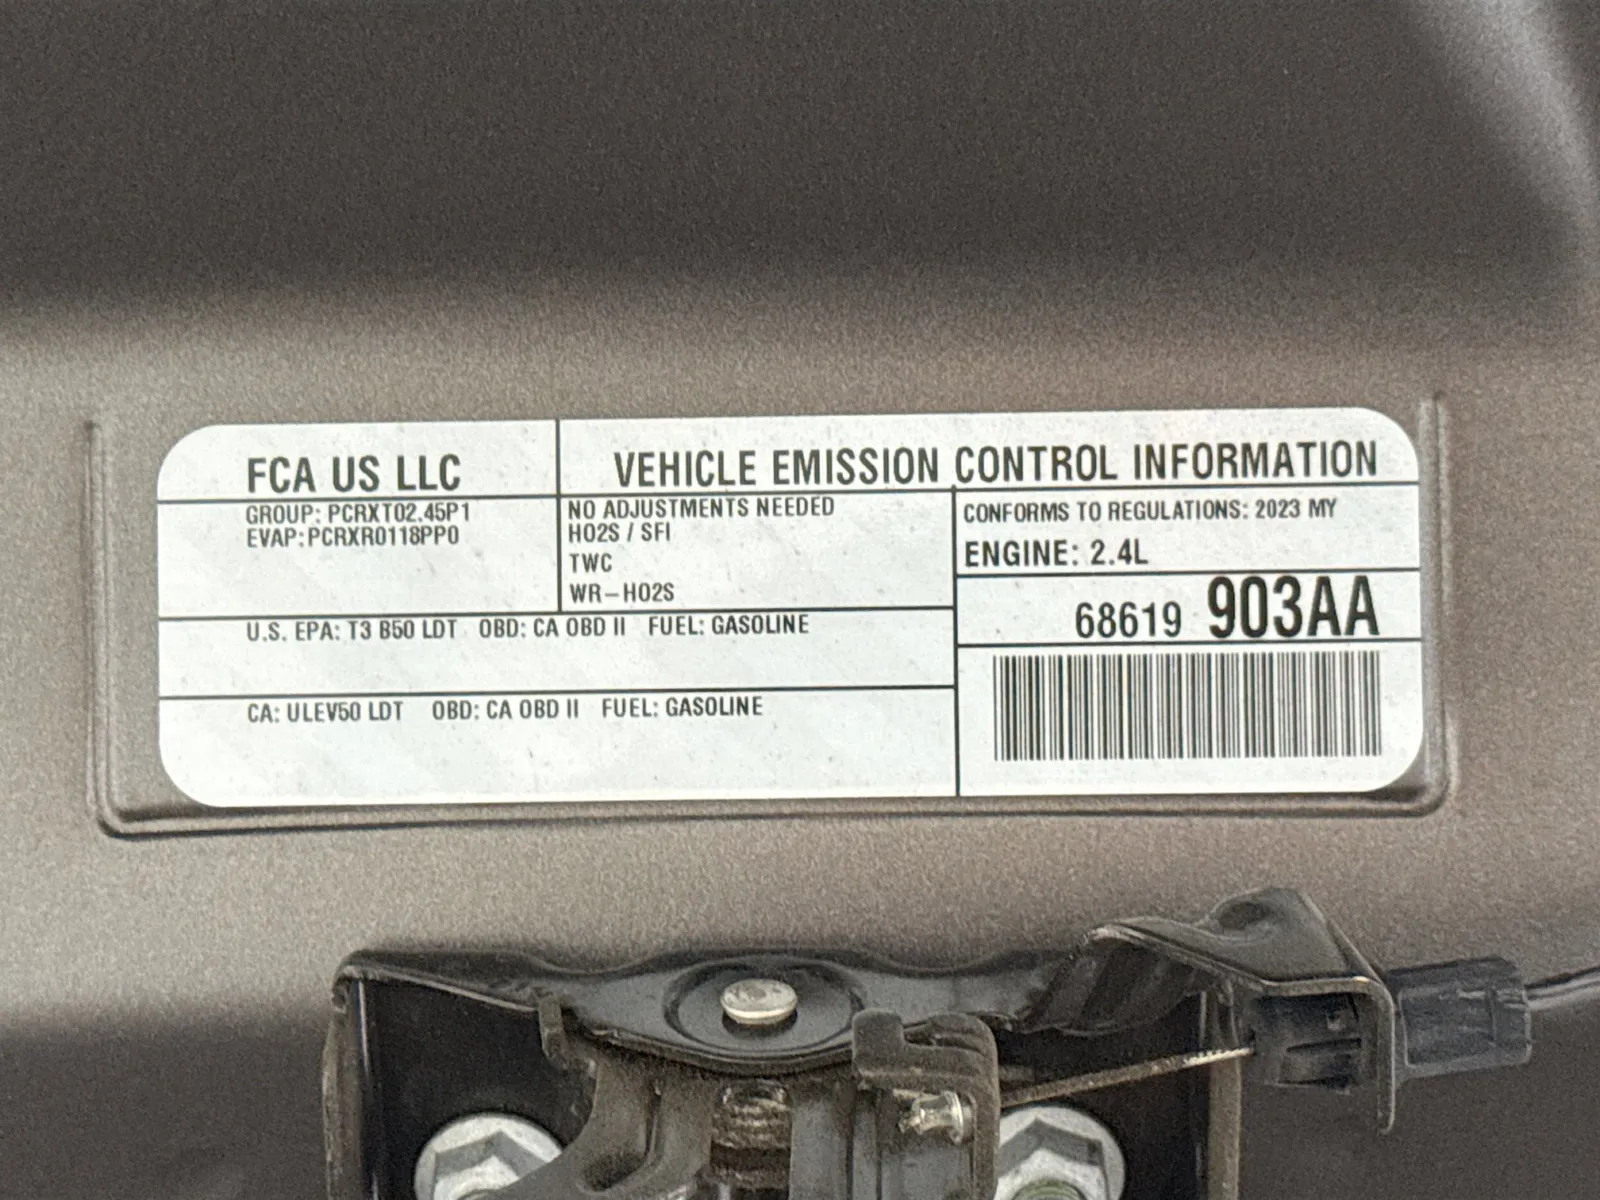 FCA US LLC
VEHICLE EMISSION CONTROL INFORMATION
GROUP: PCRXT02.45P1
EVAP:PCRXR0118PP0
NO ADJUSTMENTS NEEDED
HO2S / SFI
TWC
WR-HO2S
CONFORMS TO REGULATIONS: 2023 MY
ENGINE: 2.4L
68619 903AA
U.S. EPA: T3 B50 LDT OBD: CA OBD II FUEL: GASOLINE
CA: ULEV50 LDT OBD: CA OBD II FUEL: GASOLINE